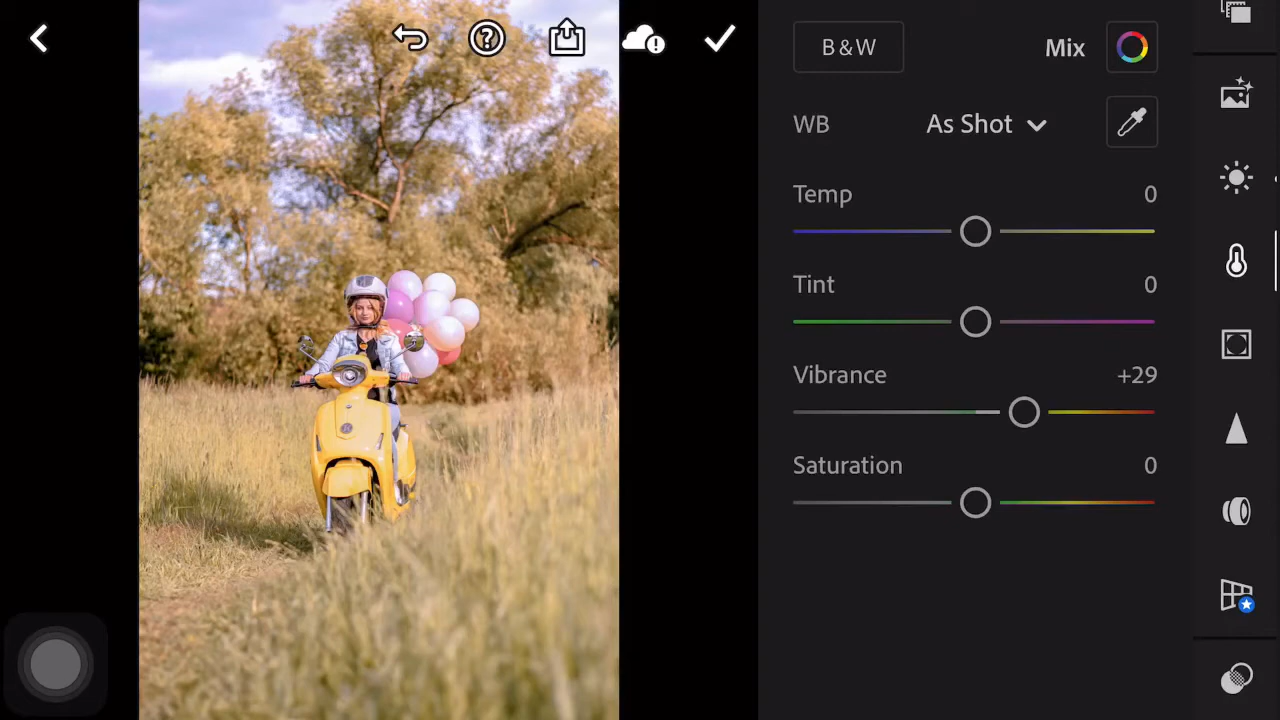 B&W
Mix
WB
As Shot
Temp
0
Tint
0
Vibrance
+29
Saturation
0